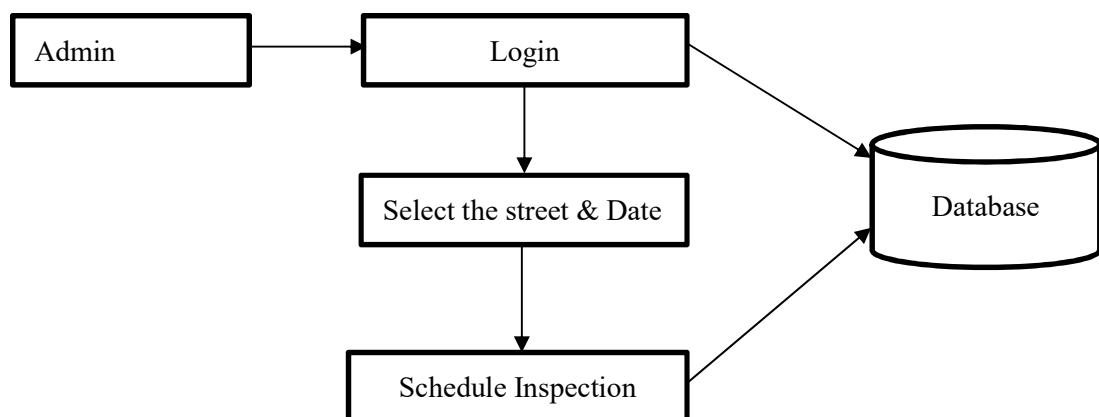 Admin
Login
Select the street & Date
Database
Schedule Inspection